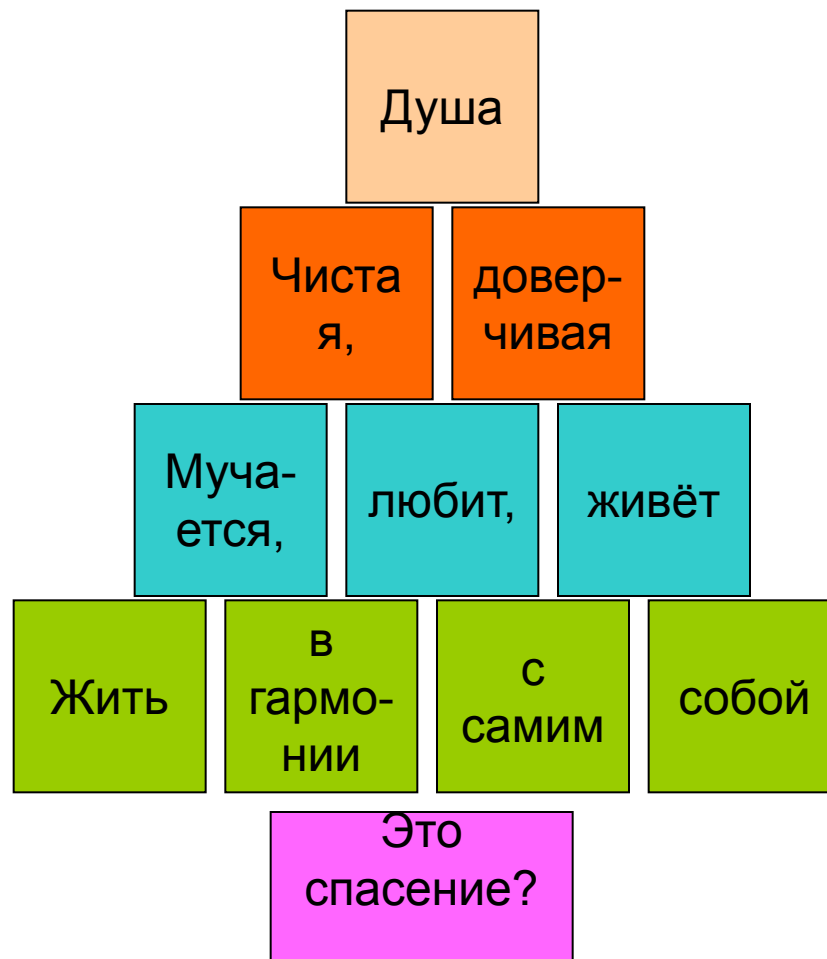 Душа
Чиста
я,
довер-
чивая
Муча-
ется,
любит,
живёт
Жить
в
гармо-
нии
с
самим
собой
Это
спасение?